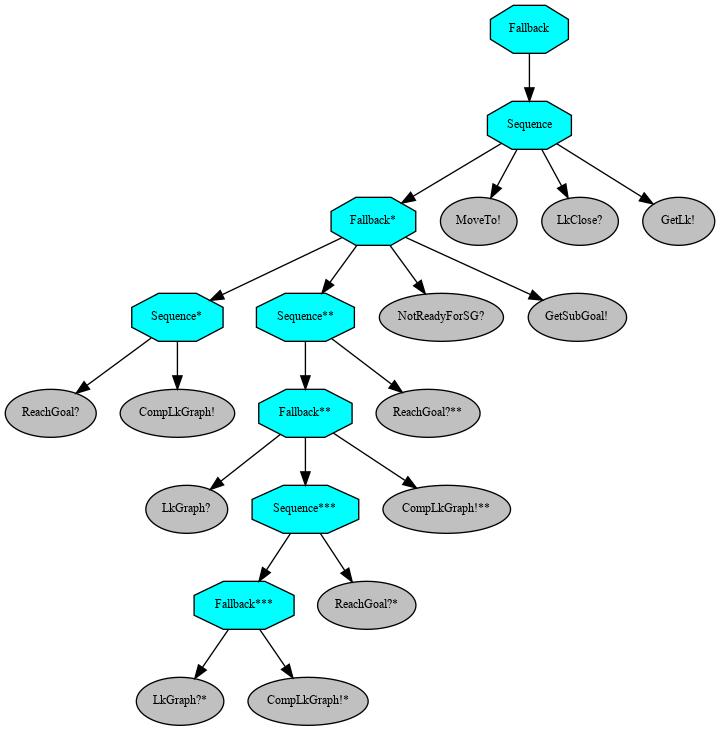 Fallback
Sequence
Fallback*
MoveTo!
LkClose?
GetLk!
Sequence*
Sequence**
NotReadyForSG?
GetSubGoal!
ReachGoal?
CompLkGraph!
Fallback**
ReachGoal?**
LkGraph?
Sequence***
CompLkGraph!**
Fallback***
ReachGoal?*
LkGraph?*
CompLkGraph!*